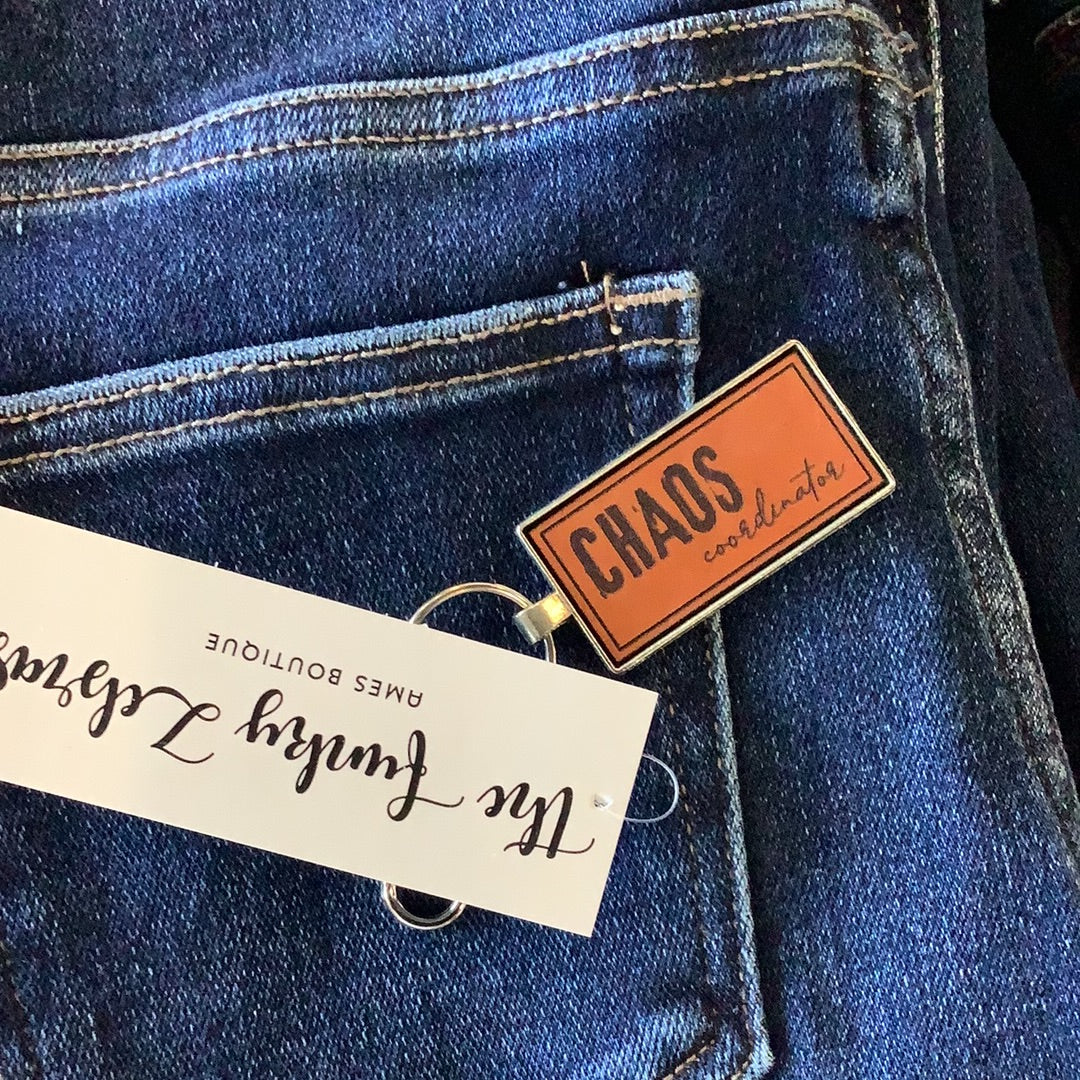 CHAOS
coordinator
the Funky Zebras
AMES BOUTIQUE